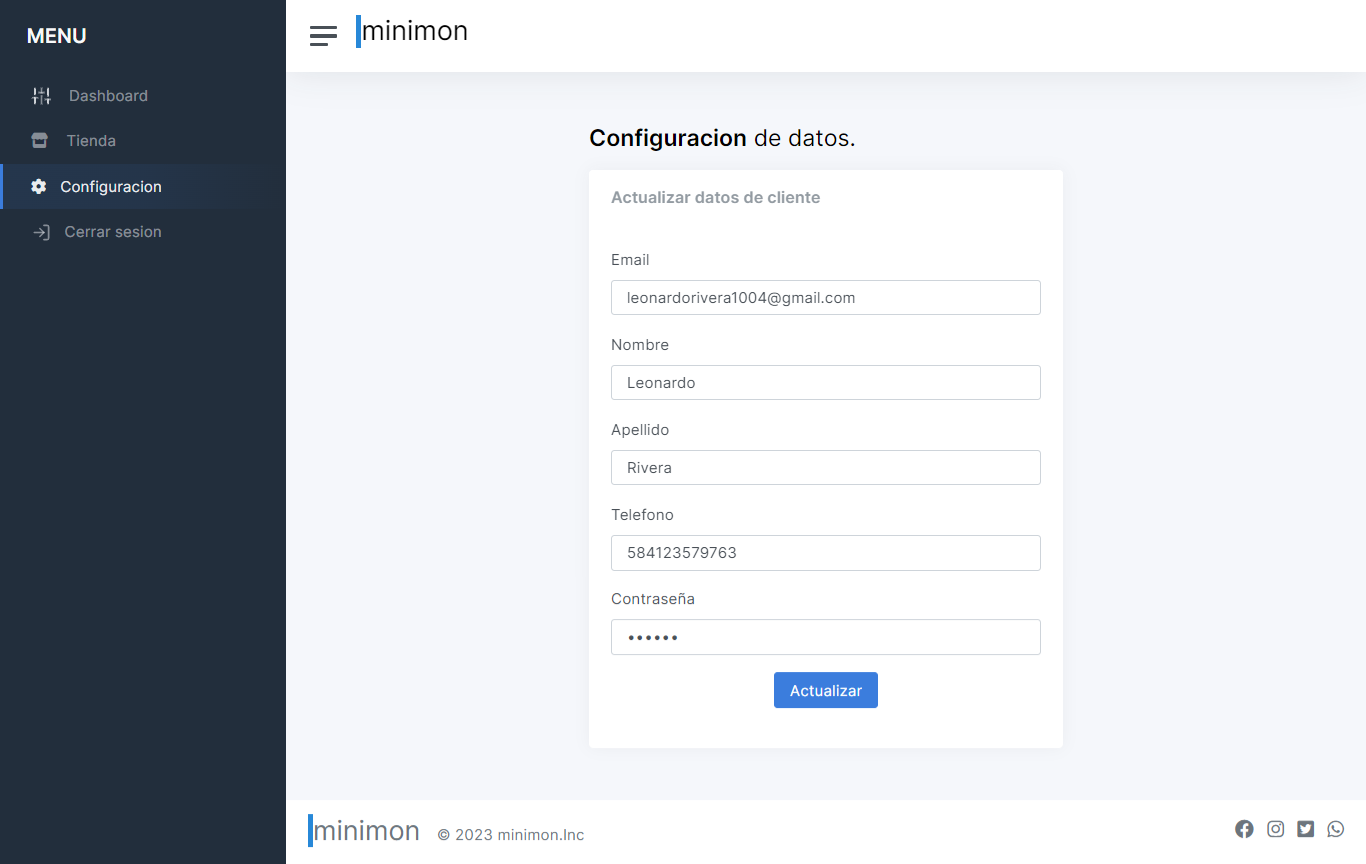 MENU
Dashboard
Tienda
Configuracion
Cerrar sesion
minimon
Configuracion de datos.
Actualizar datos de cliente
Email
leonardorivera1004@gmail.com
Nombre
Leonardo
Apellido
Rivera
Telefono
584123579763
Contraseña
••••••
Actualizar
minimon © 2023 minimon.Inc